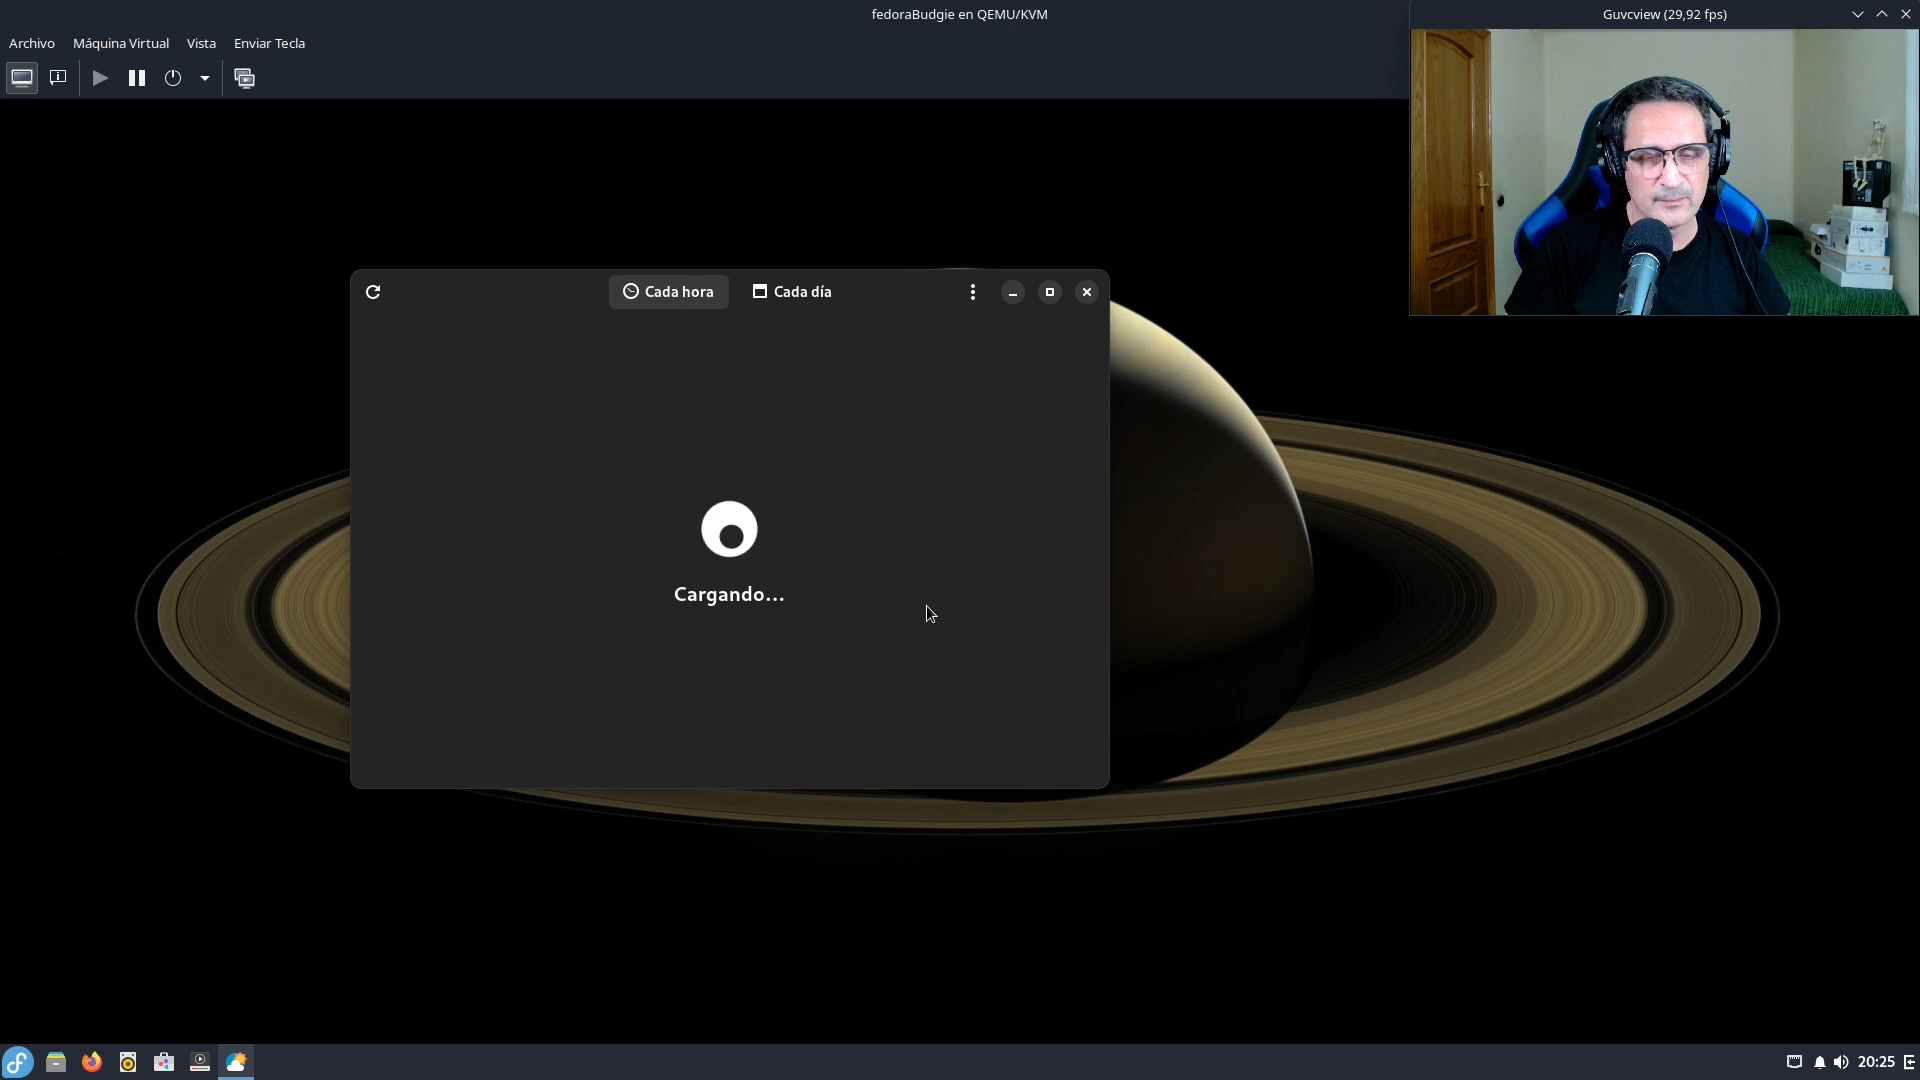 fedoraBudgie en QEMU/KVM
Guvcview (29,92 fps)
Archivo Máquina Virtual Vista Enviar Tecla
Cada hora Cada día
Cargando...
20:25